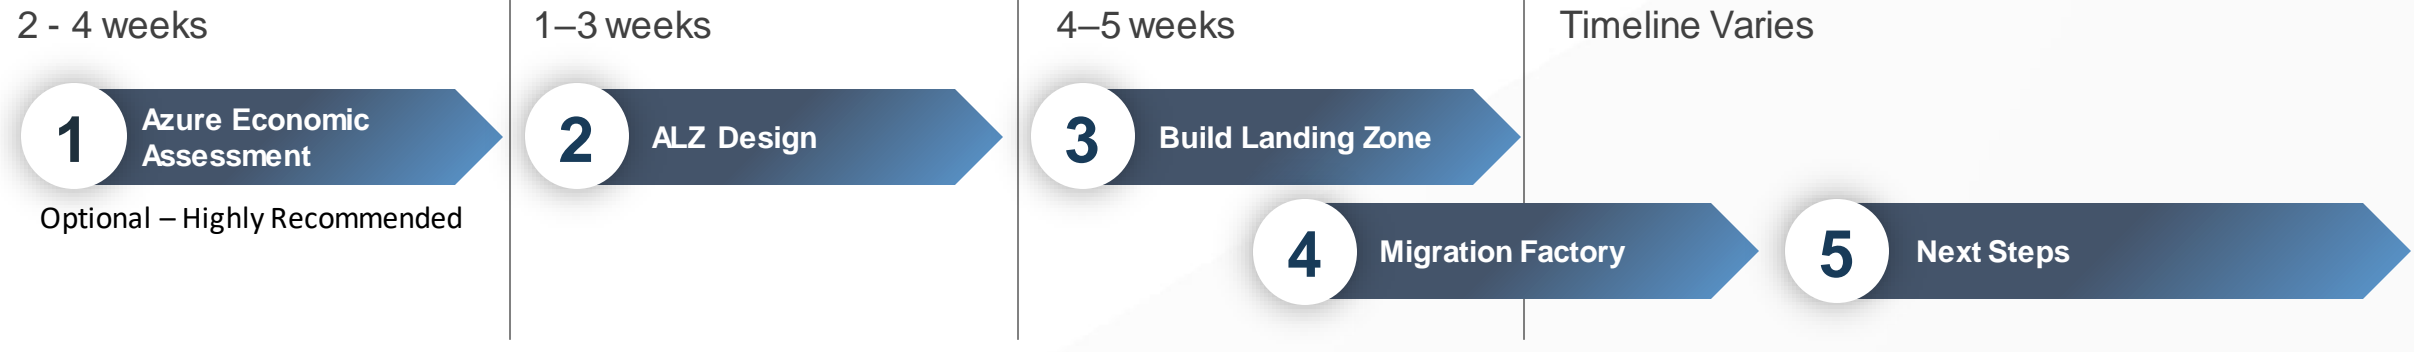 2 - 4 weeks
1–3 weeks
4–5 weeks
Timeline Varies
1
Azure Economic
Assessment
Optional – Highly Recommended
2
ALZ Design
3
Build Landing Zone
4
Migration Factory
5
Next Steps